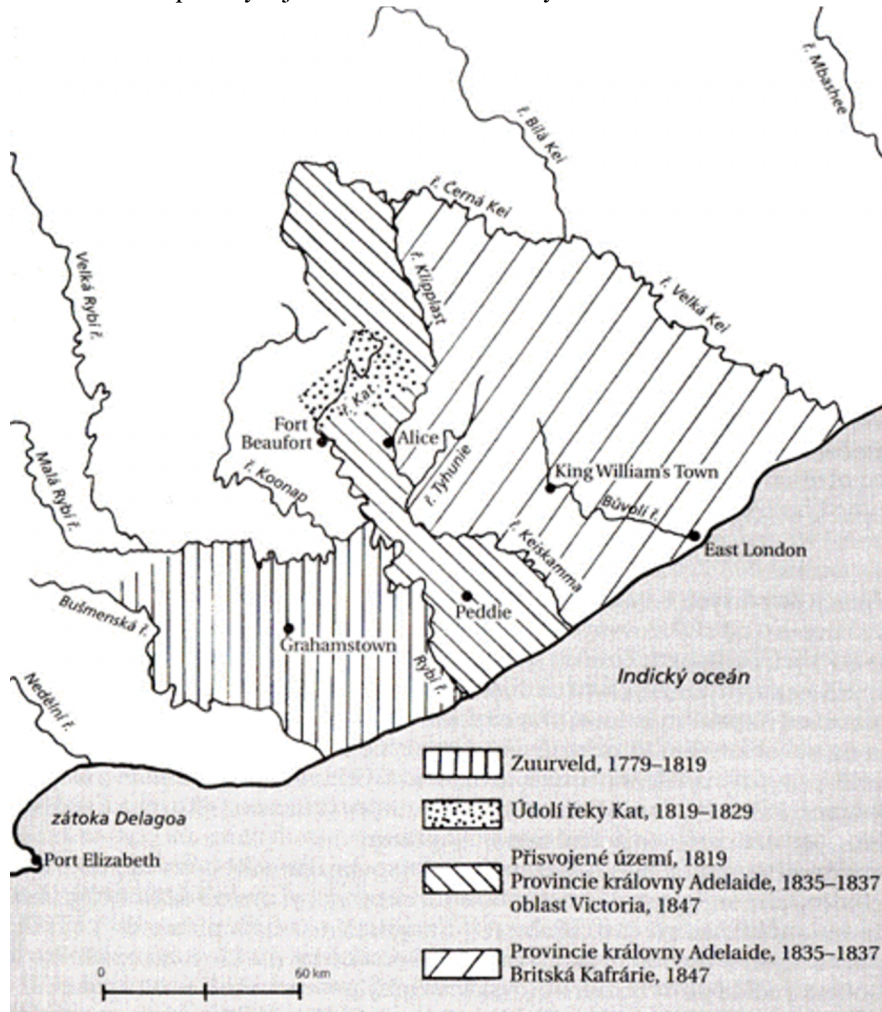 ř. Mbashee
ř. Bílá Kei
ř. Černá Kei
Velká Rybí ř.
ř. Klipplast
ř. Velká Kei
ř. Kat
Fort
Beaufort
Alice
ř. Tyhunie
King William's Town
Malá Rybí ř.
ř. Koonap
Bůvolí ř.
ř. Keiskamma
East London
Bušmenská ř.
Peddie
Grahamstown
Rybí ř.
Nedělní ř.
Indický oceán
Zuurveld, 1779–1819
zátoka Delagoa
Údolí řeky Kat, 1819–1829
Port Elizabeth
Přisvojené území, 1819
Provincie královny Adelaide, 1835–1837
oblast Victoria, 1847
Provincie královny Adelaide, 1835–1837
Britská Kafrárie, 1847
0 60 km